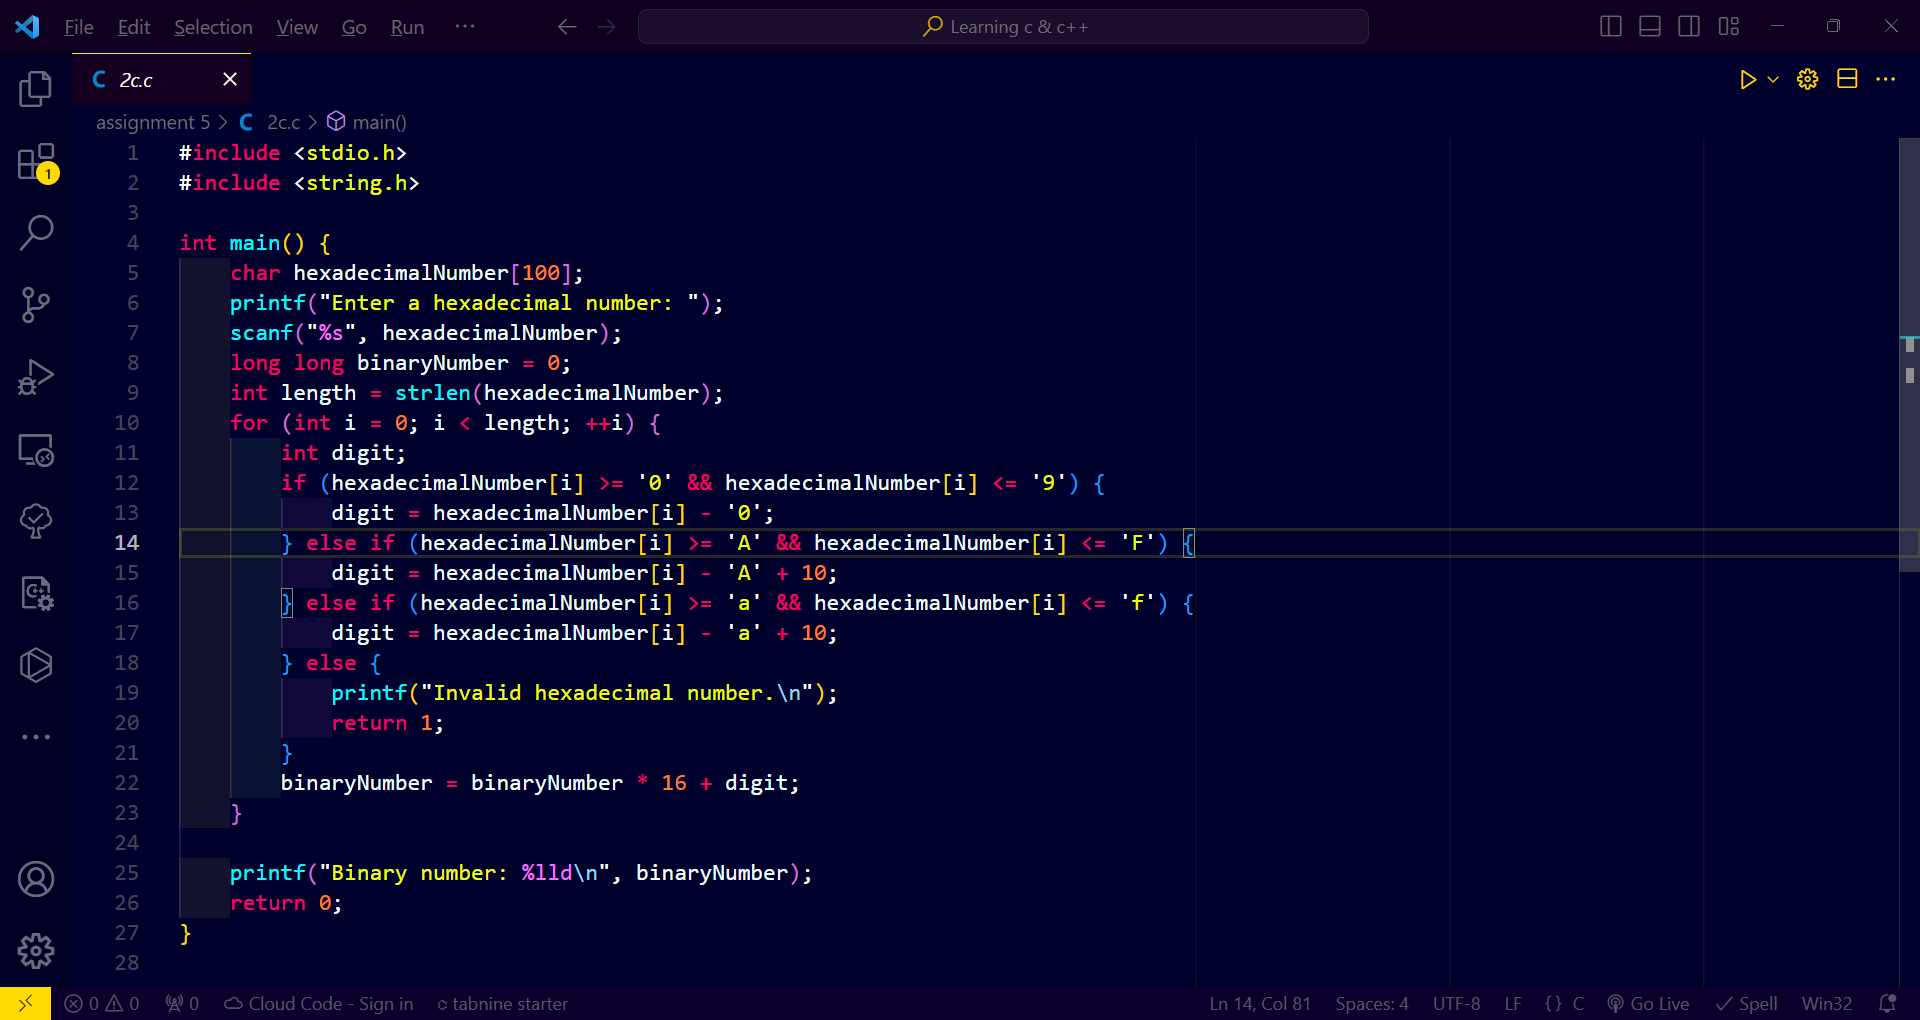 File Edit Selection View Go Run ··· Learning c & c++
C 2c.c
assignment 5 > C 2c.c > main()
1 #include <stdio.h>
2 #include <string.h>
3
4 int main() {
5     char hexadecimalNumber[100];
6     printf("Enter a hexadecimal number: ");
7     scanf("%s", hexadecimalNumber);
8     long long binaryNumber = 0;
9     int length = strlen(hexadecimalNumber);
10     for (int i = 0; i < length; ++i) {
11         int digit;
12         if (hexadecimalNumber[i] >= '0' && hexadecimalNumber[i] <= '9') {
13             digit = hexadecimalNumber[i] - '0';
14         } else if (hexadecimalNumber[i] >= 'A' && hexadecimalNumber[i] <= 'F') {
15             digit = hexadecimalNumber[i] - 'A' + 10;
16         } else if (hexadecimalNumber[i] >= 'a' && hexadecimalNumber[i] <= 'f') {
17             digit = hexadecimalNumber[i] - 'a' + 10;
18         } else {
19             printf("Invalid hexadecimal number.\n");
20             return 1;
21         }
22         binaryNumber = binaryNumber * 16 + digit;
23     }
24
25     printf("Binary number: %lld\n", binaryNumber);
26     return 0;
27 }
28
1
0 0 0 Cloud Code - Sign in tabnine starter Ln 14, Col 81 Spaces: 4 UTF-8 LF {} C Go Live Spell Win32